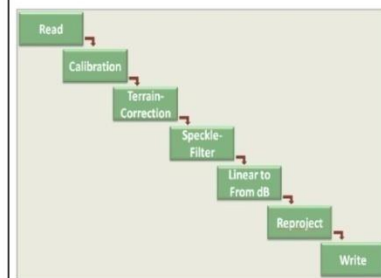 Read
Calibration
Terrain-
Correction
Speckle-
Filter
Linear to
From dB
Reproject
Write